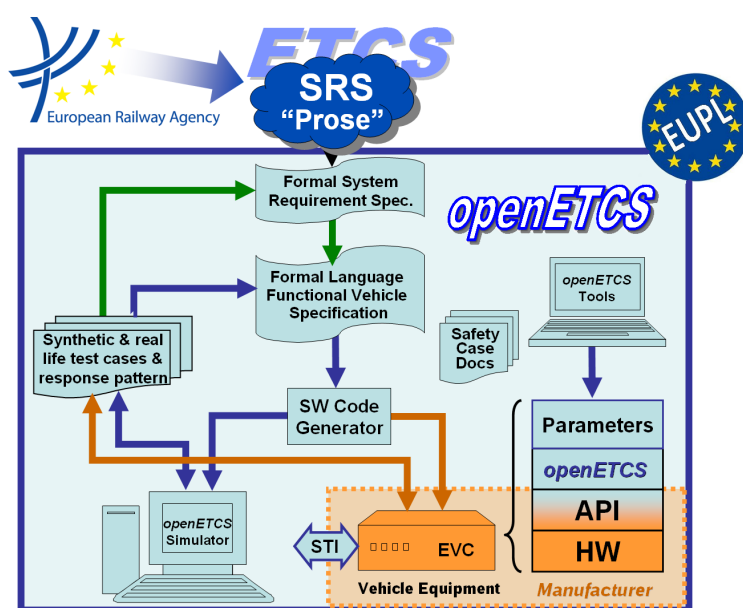 ETCS
SRS
“Prose”
European Railway Agency
EUPL
Formal System
Requirement Spec.
openETCS
Formal Language
Functional Vehicle
Specification
openETCS
Tools
Synthetic & real
life test cases &
response pattern
Safety
Case
Docs
SW Code
Generator
Parameters
openETCS
API
HW
openETCS
Simulator
STI
EVC
Vehicle Equipment
Manufacturer